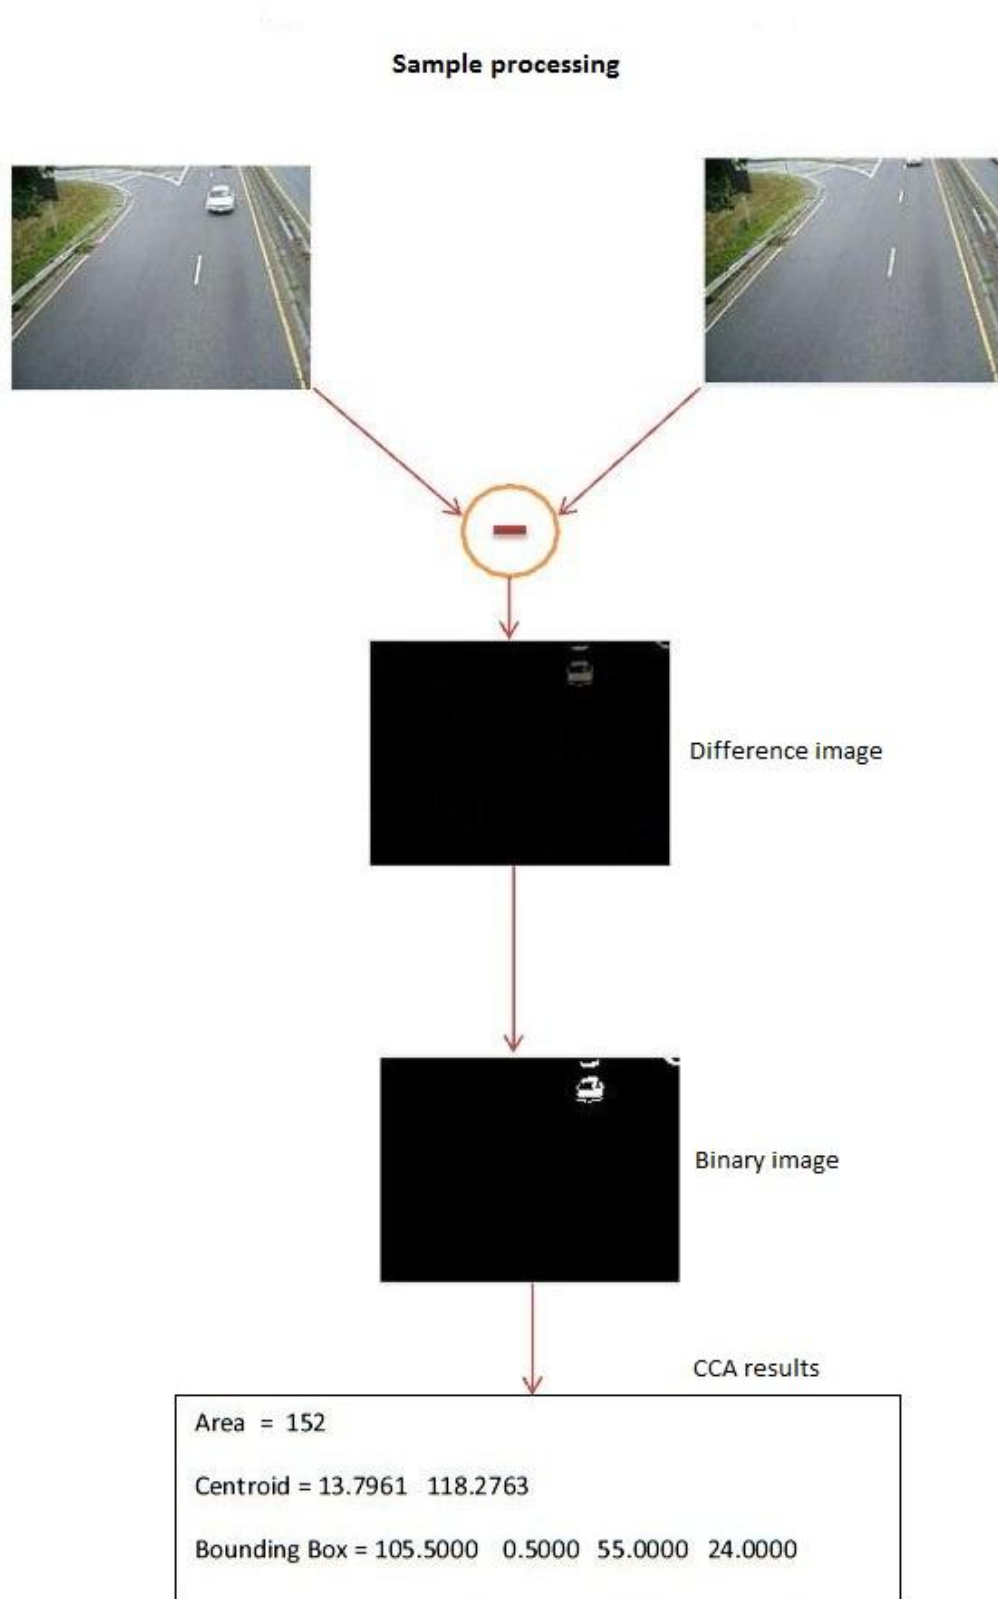 Sample processing
Difference image
Binary image
CCA results
Area = 152
Centroid = 13.7961 118.2763
Bounding Box = 105.5000 0.5000 55.0000 24.0000